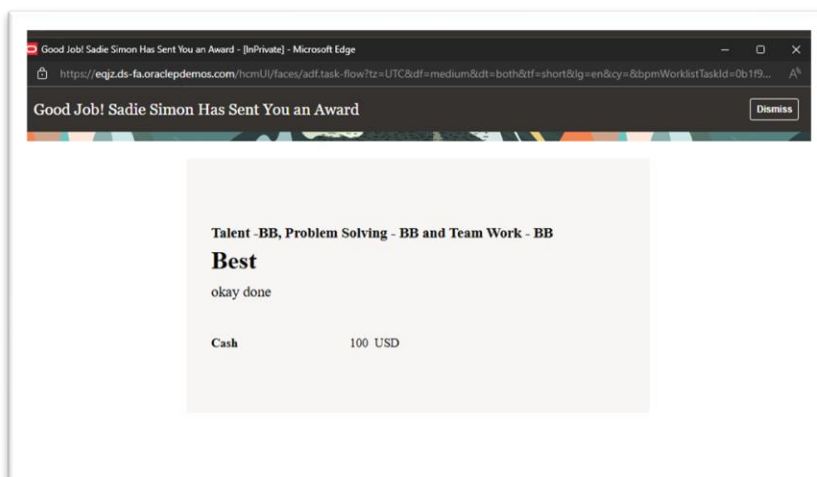 Good Job! Sadie Simon Has Sent You an Award - [InPrivate] - Microsoft Edge
https://eqjz.ds-fa.oraclepdemos.com/hcmUI/faces/adf.task-flow?tz=UTC&df=medium&dt=both&tf=short&lg=en&cy=&bpmWorklistTaskId=0b1f9...
Good Job! Sadie Simon Has Sent You an Award Dismiss
Talent -BB, Problem Solving - BB and Team Work - BB
Best
okay done
Cash 100 USD